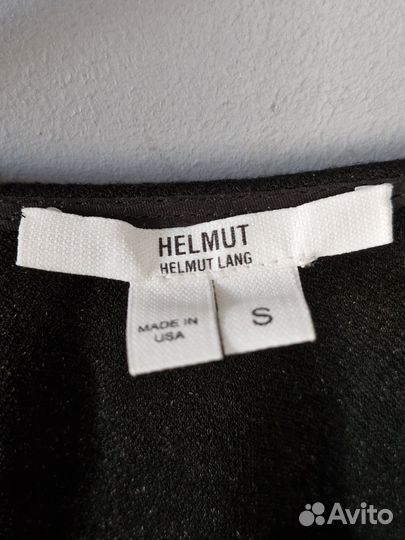 HELMUT
HELMUT LANG
MADE IN
USA
S
Avito